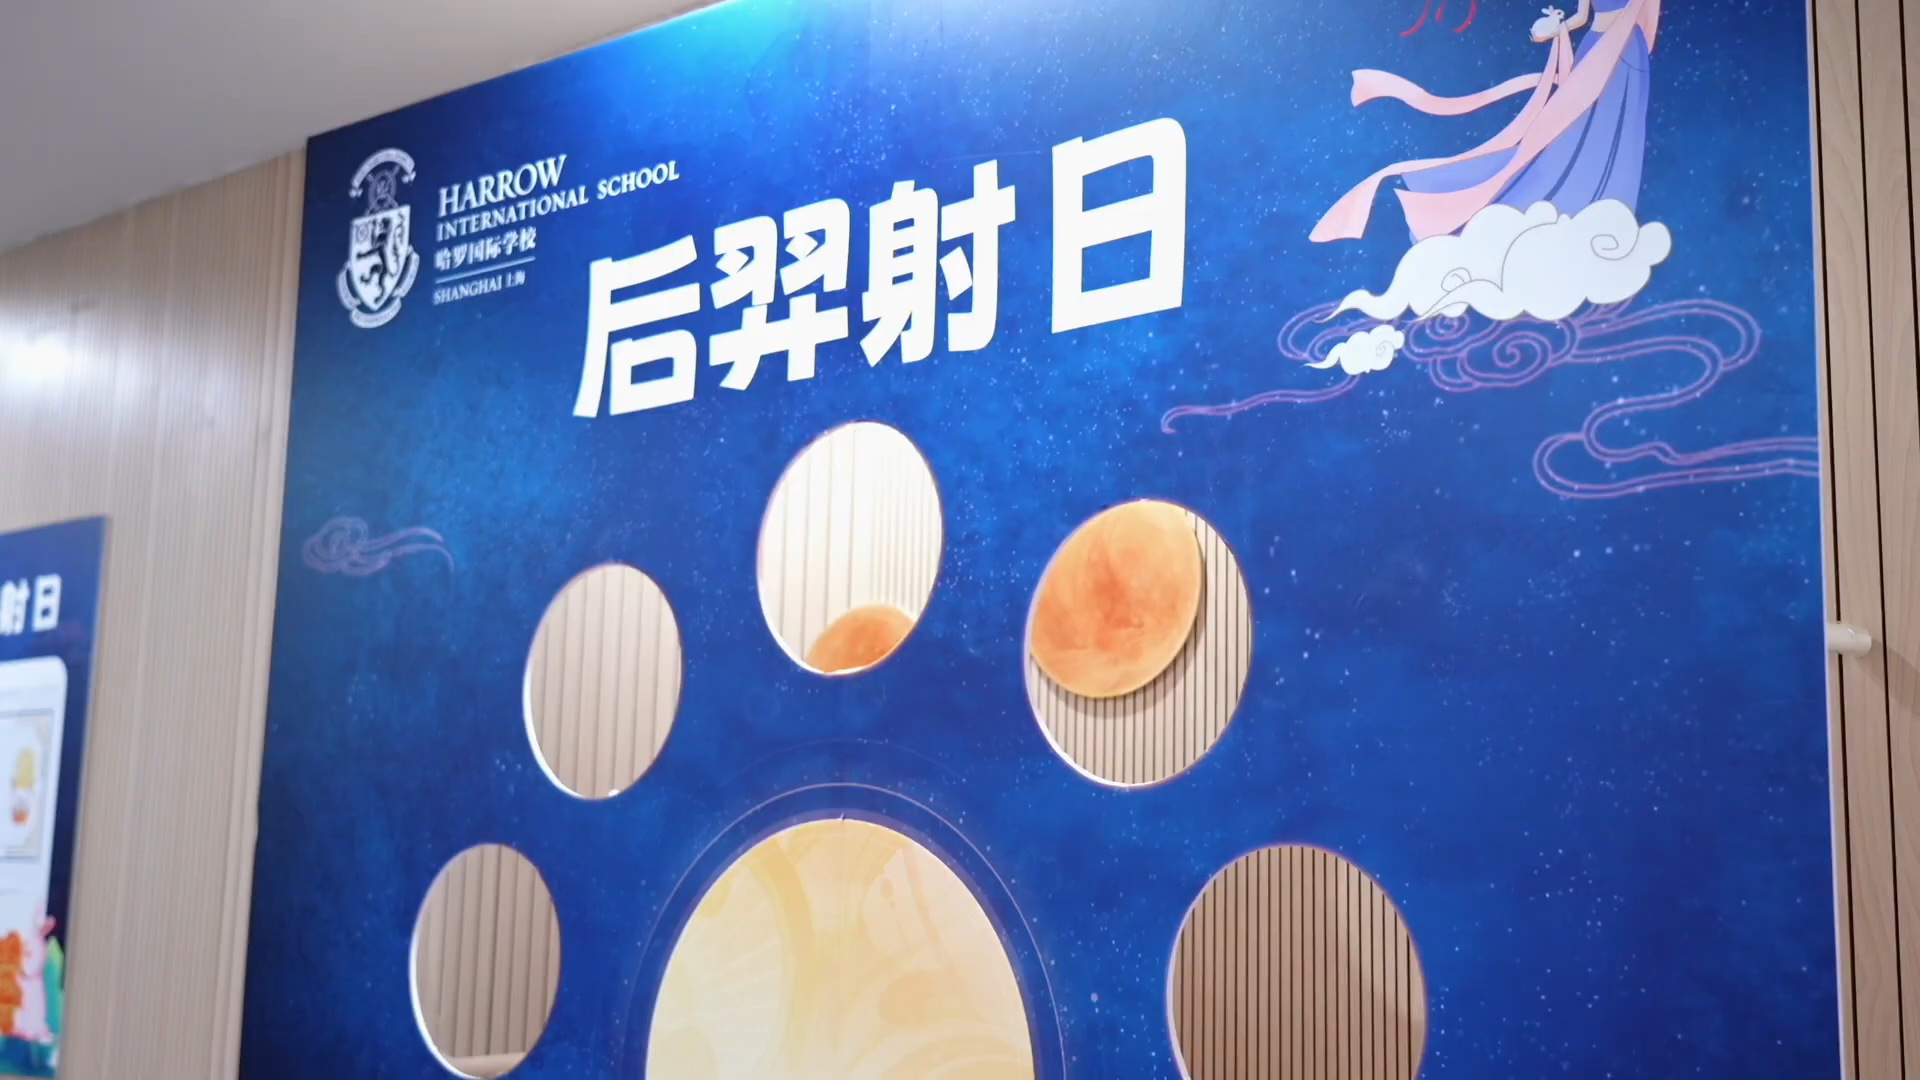 HARROW
INTERNATIONAL SCHOOL
哈罗国际学校
SHANGHAI 上海
后羿射日
射日